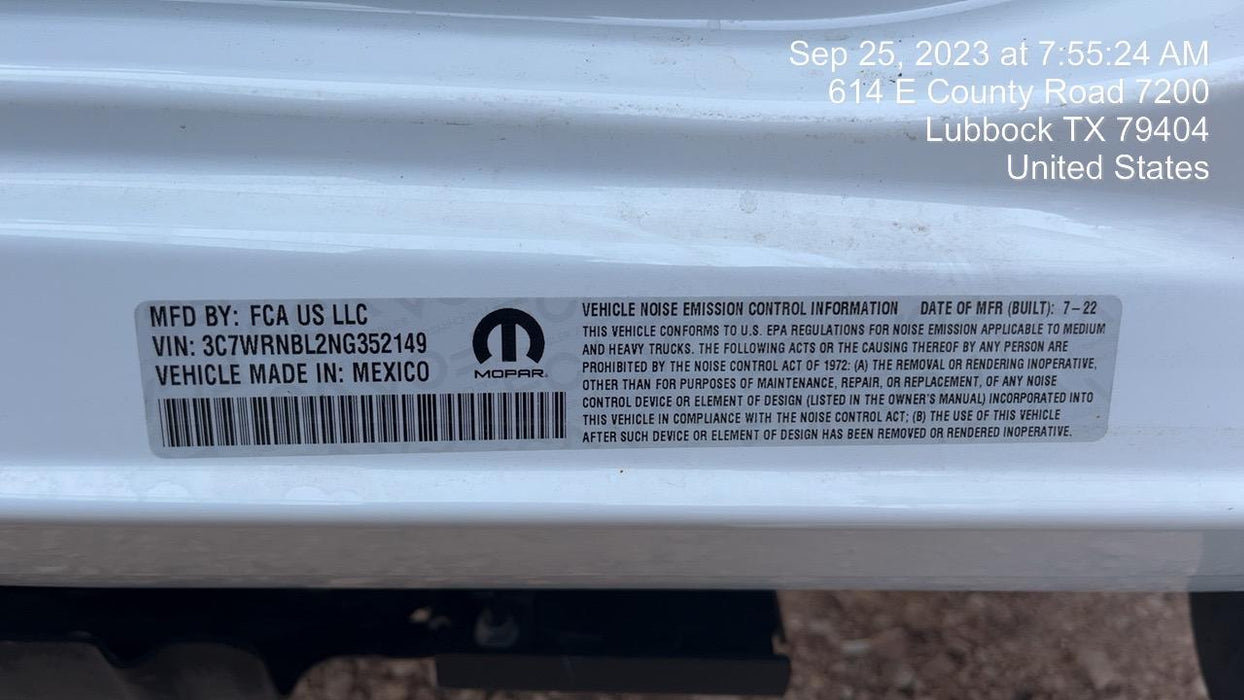 Sep 25, 2023 at 7:55:24 AM
614 E County Road 7200
Lubbock TX 79404
United States
MFD BY: FCA US LLC
VIN: 3C7WRNBL2NG352149
VEHICLE MADE IN: MEXICO
MOPAR
VEHICLE NOISE EMISSION CONTROL INFORMATION DATE OF MFR (BUILT): 7-22
THIS VEHICLE CONFORMS TO U.S. EPA REGULATIONS FOR NOISE EMISSION APPLICABLE TO MEDIUM
AND HEAVY TRUCKS. THE FOLLOWING ACTS OR THE CAUSING THEREOF BY ANY PERSON ARE
PROHIBITED BY THE NOISE CONTROL ACT OF 1972: (A) THE REMOVAL OR RENDERING INOPERATIVE,
OTHER THAN FOR PURPOSES OF MAINTENANCE, REPAIR, OR REPLACEMENT, OF ANY NOISE
CONTROL DEVICE OR ELEMENT OF DESIGN (LISTED IN THE OWNER'S MANUAL) INCORPORATED INTO
THIS VEHICLE IN COMPLIANCE WITH THE NOISE CONTROL ACT; (B) THE USE OF THIS VEHICLE
AFTER SUCH DEVICE OR ELEMENT OF DESIGN HAS BEEN REMOVED OR RENDERED INOPERATIVE.